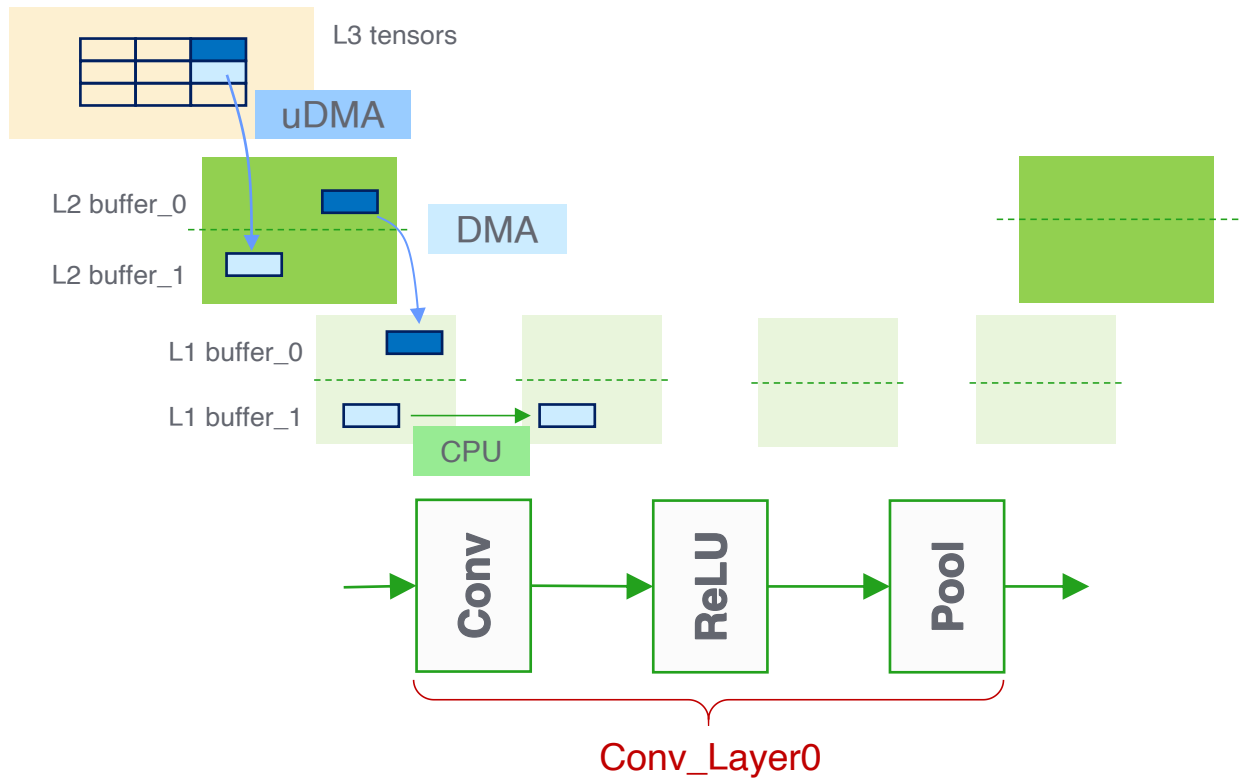 L3 tensors
uDMA
L2 buffer_0
DMA
L2 buffer_1
L1 buffer_0
L1 buffer_1
CPU
Conv
ReLU
Pool
Conv_Layer0